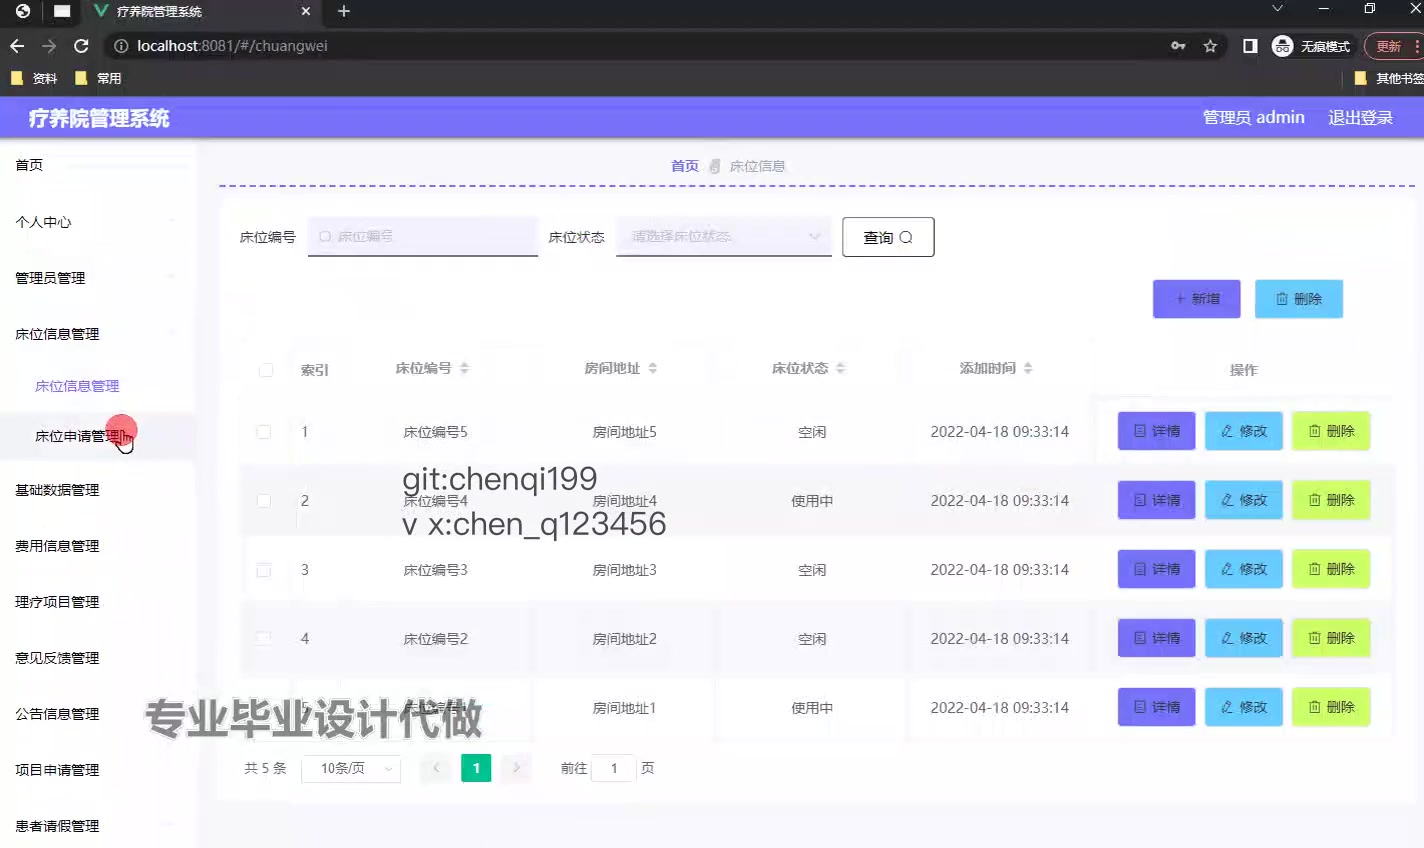 疗养院管理系统
localhost:8081/#/chuangwei
无痕模式
更新
资料
常用
其他书签
疗养院管理系统
管理员 admin
退出登录
首页
个人中心
管理员管理
床位信息管理
床位信息管理
床位申请管理
基础数据管理
费用信息管理
理疗项目管理
意见反馈管理
公告信息管理
项目申请管理
患者请假管理
首页 床位信息
床位编号 床位编号 床位状态 请选择床位状态 查询
+ 新增 删除
索引 床位编号 房间地址 床位状态 添加时间 操作
1 床位编号5 房间地址5 空闲 2022-04-18 09:33:14 详情 修改 删除
git:chenqi199
2 床位编号4 房间地址4 使用中 2022-04-18 09:33:14 详情 修改 删除
v x:chen_q123456
3 床位编号3 房间地址3 空闲 2022-04-18 09:33:14 详情 修改 删除
4 床位编号2 房间地址2 空闲 2022-04-18 09:33:14 详情 修改 删除
房间地址1 使用中 2022-04-18 09:33:14 详情 修改 删除
专业毕业设计代做
共 5 条 10条/页 1 前往 1 页